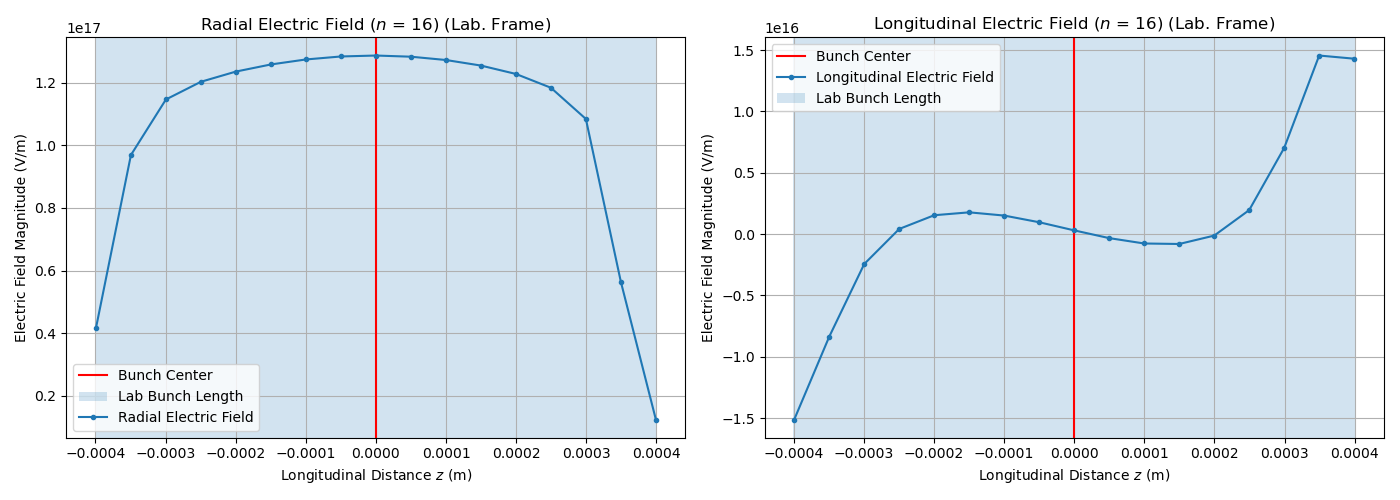 Radial Electric Field (n = 16) (Lab. Frame)
1e17
Electric Field Magnitude (V/m)
1.2
1.0
0.8
0.6
0.4
0.2
Bunch Center
Lab Bunch Length
Radial Electric Field
−0.0004 −0.0003 −0.0002 −0.0001 0.0000 0.0001 0.0002 0.0003 0.0004
Longitudinal Distance z (m)
Longitudinal Electric Field (n = 16) (Lab. Frame)
1e16
Electric Field Magnitude (V/m)
1.5
1.0
0.5
0.0
−0.5
−1.0
−1.5
Bunch Center
Longitudinal Electric Field
Lab Bunch Length
−0.0004 −0.0003 −0.0002 −0.0001 0.0000 0.0001 0.0002 0.0003 0.0004
Longitudinal Distance z (m)